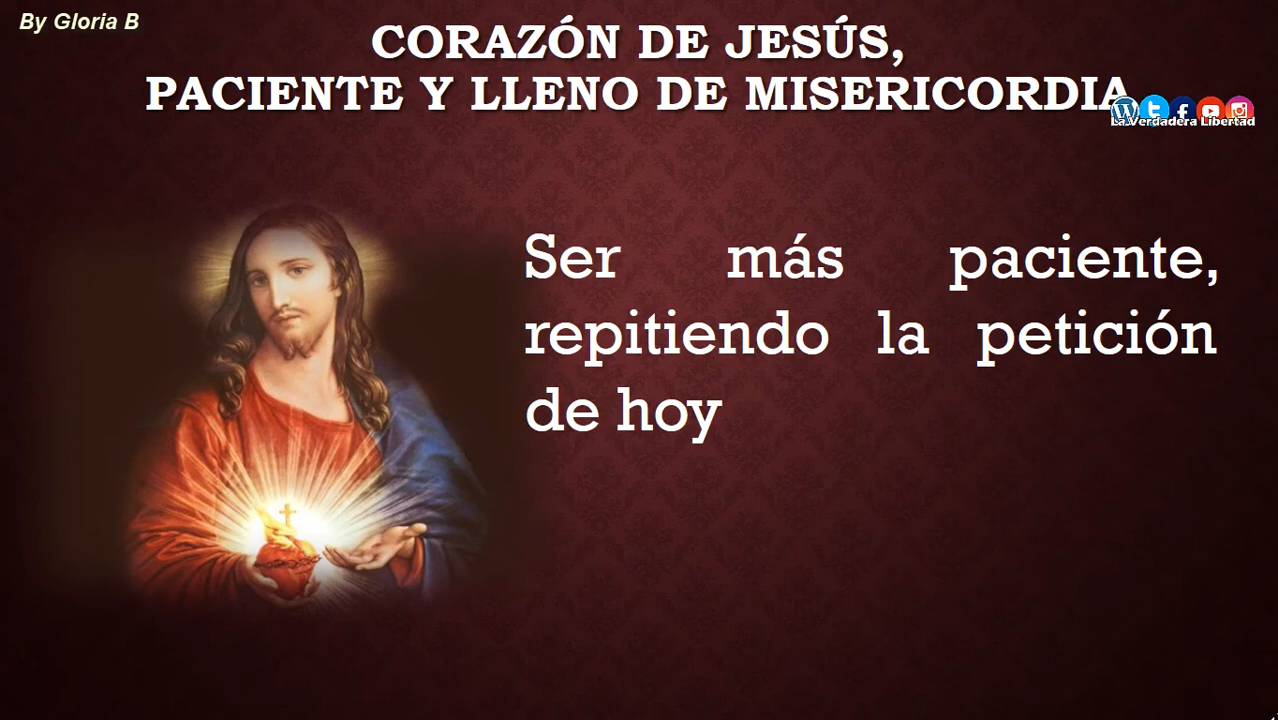 By Gloria B
CORAZÓN DE JESÚS,
PACIENTE Y LLENO DE MISERICORDIA
La Verdadera Libertad
Ser más paciente,
repitiendo la petición
de hoy